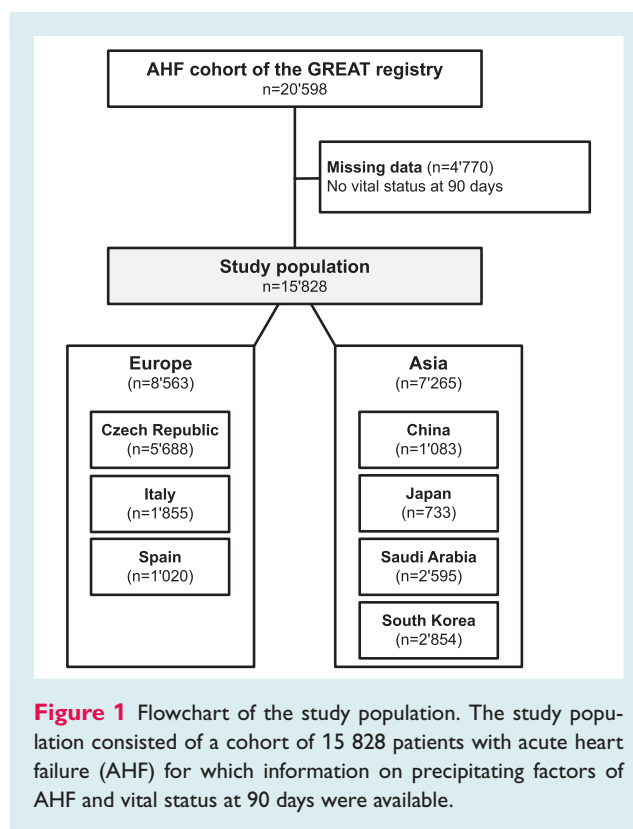 AHF cohort of the GREAT registry
n=20'598
Missing data (n=4'770)
No vital status at 90 days
Study population
n=15'828
Europe
(n=8'563)
Czech Republic
(n=5'688)
Italy
(n=1'855)
Spain
(n=1'020)
Asia
(n=7'265)
China
(n=1'083)
Japan
(n=733)
Saudi Arabia
(n=2'595)
South Korea
(n=2'854)
Figure 1 Flowchart of the study population. The study popu-
lation consisted of a cohort of 15 828 patients with acute heart
failure (AHF) for which information on precipitating factors of
AHF and vital status at 90 days were available.